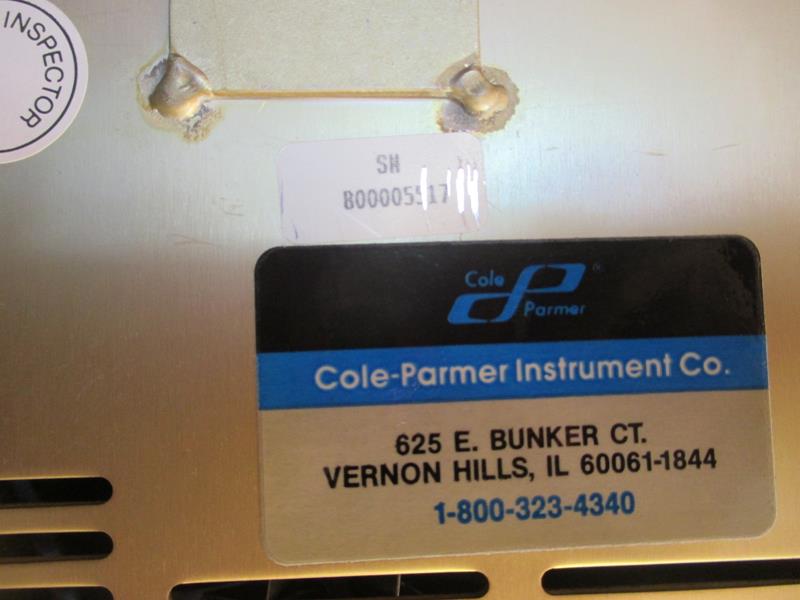 Cole
Parmer
®
Cole-Parmer Instrument Co.
625 E. BUNKER CT.
VERNON HILLS, IL 60061-1844
1-800-323-4340
SN
INSPECTOR